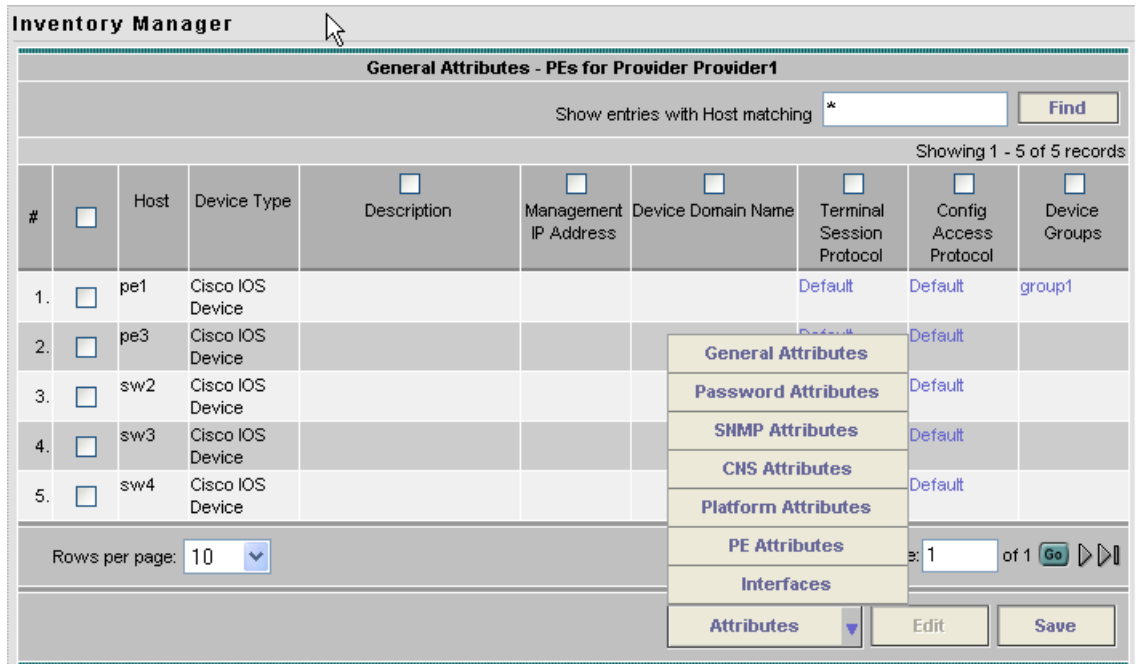 Inventory Manager
General Attributes - PEs for Provider Provider1
Show entries with Host matching * Find
Showing 1 - 5 of 5 records
# Host Device Type Description Management IP Address Device Domain Name Terminal Session Protocol Config Access Protocol Device Groups
1. pe1 Cisco IOS Device Default Default group1
2. pe3 Cisco IOS Device Default
General Attributes
3. sw2 Cisco IOS Device Default
Password Attributes
4. sw3 Cisco IOS Device Default
SNMP Attributes
CNS Attributes
5. sw4 Cisco IOS Device Default
Platform Attributes
PE Attributes
Rows per page: 10 1 of 1 Go
Interfaces
Attributes Edit Save